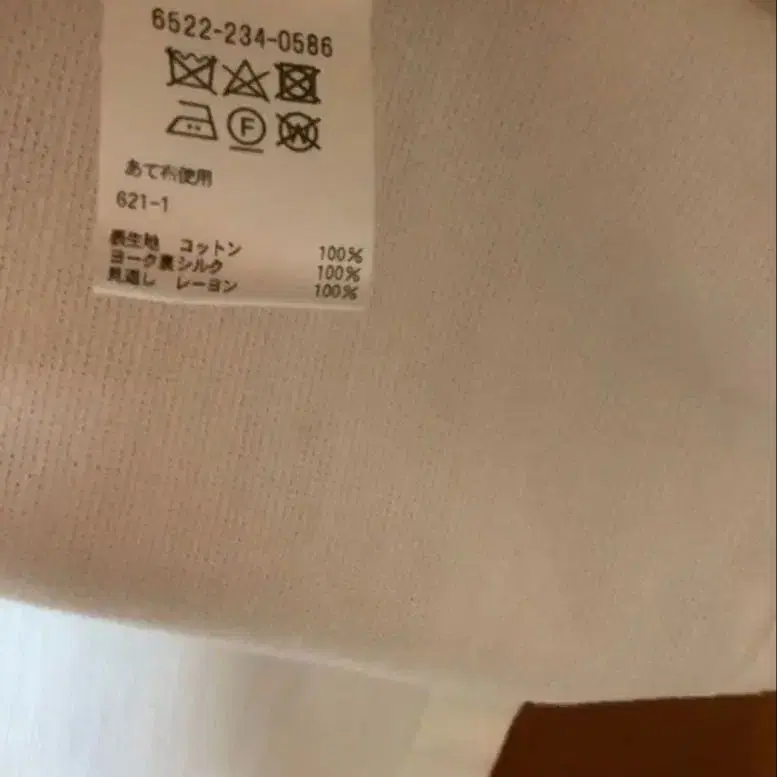 6522-234-0586
F W
あて布使用
621-1
表生地 コットン 100%
ヨーク裏シルク 100%
見返し レーヨン 100%